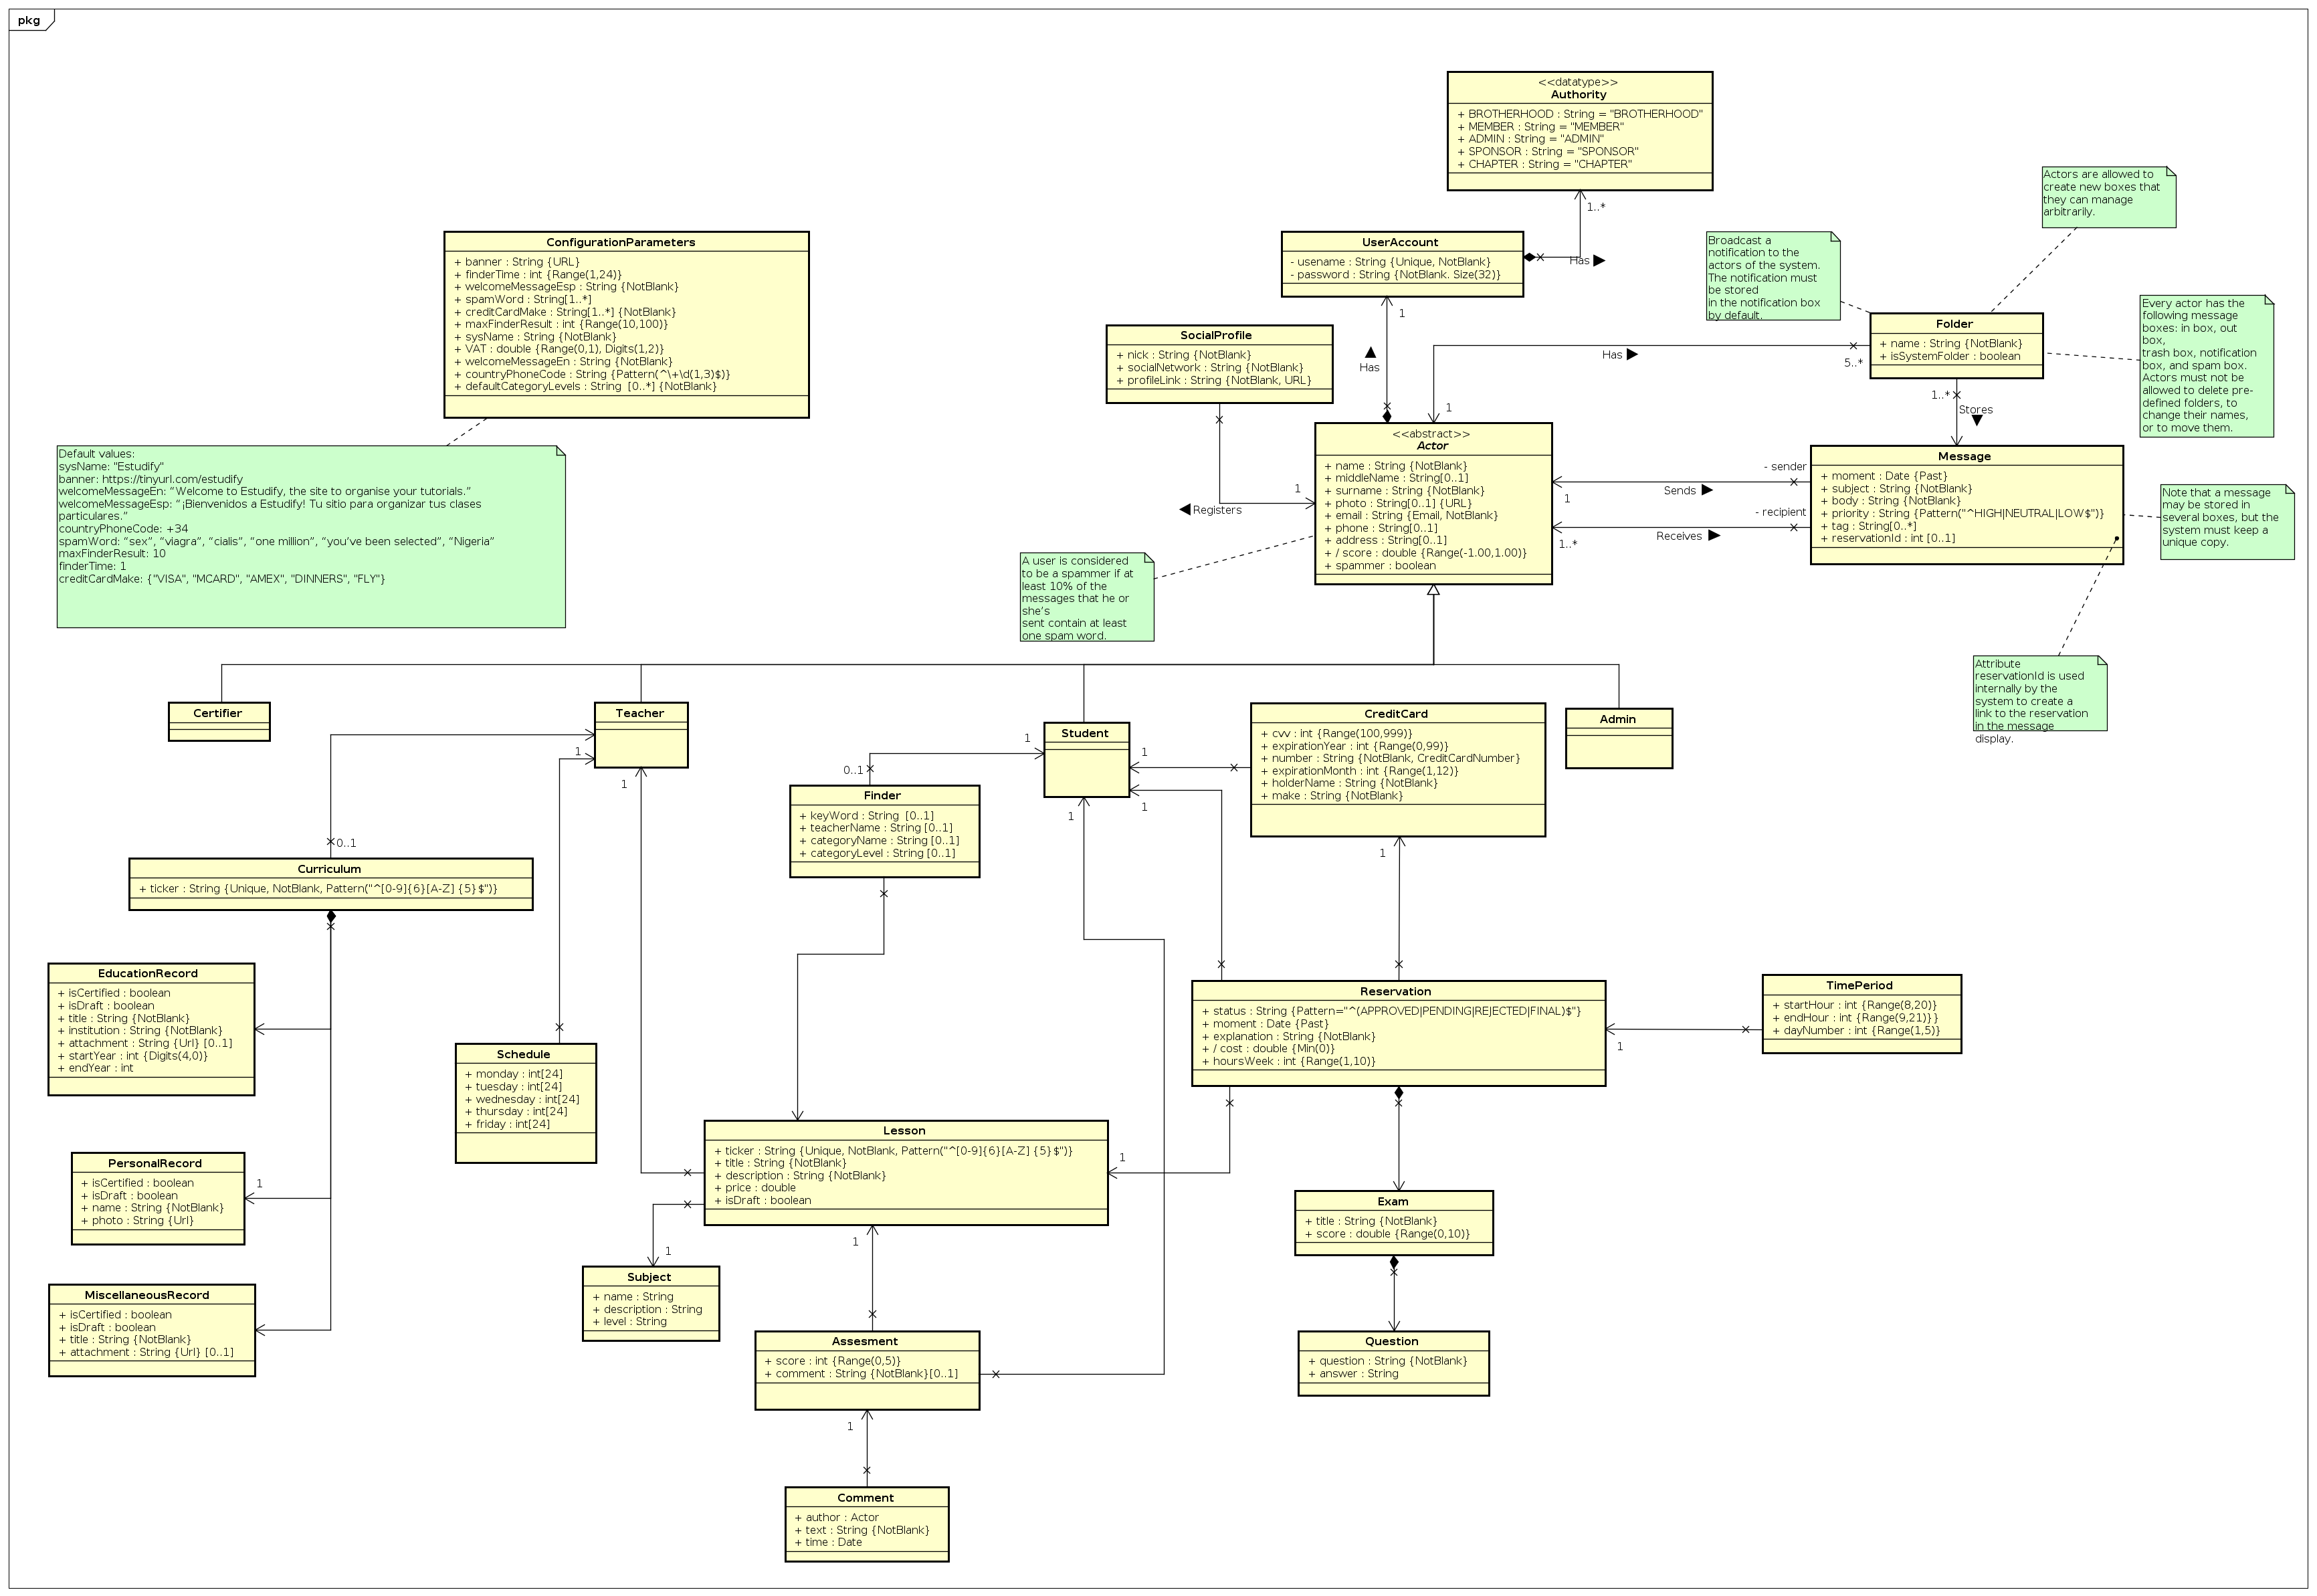 pkg
<<datatype>>
Authority
+ BROTHERHOOD : String = "BROTHERHOOD"
+ MEMBER : String = "MEMBER"
+ ADMIN : String = "ADMIN"
+ SPONSOR : String = "SPONSOR"
+ CHAPTER : String = "CHAPTER"
1..*
Has
UserAccount
- usename : String {Unique, NotBlank}
- password : String {NotBlank. Size(32)}
1
Has
Actors are allowed to
create new boxes that
they can manage
arbitrarily.
Broadcast a
notification to the
actors of the system.
The notification must
be stored
in the notification box
by default.
Every actor has the
following message
boxes: in box, out
box,
trash box, notification
box, and spam box.
Actors must not be
allowed to delete pre-
defined folders, to
change their names,
or to move them.
Folder
+ name : String {NotBlank}
+ isSystemFolder : boolean
Has
5..*
1
1..*
Stores
ConfigurationParameters
+ banner : String {URL}
+ finderTime : int {Range(1,24)}
+ welcomeMessageEsp : String {NotBlank}
+ spamWord : String[1..*]
+ creditCardMake : String[1..*] {NotBlank}
+ maxFinderResult : int {Range(10,100)}
+ sysName : String {NotBlank}
+ VAT : double {Range(0,1), Digits(1,2)}
+ welcomeMessageEn : String {NotBlank}
+ countryPhoneCode : String {Pattern(^\+\d(1,3)$)}
+ defaultCategoryLevels : String  [0..*] {NotBlank}
Default values:
sysName: "Estudify"
banner: https://tinyurl.com/estudify
welcomeMessageEn: “Welcome to Estudify, the site to organise your tutorials.”
welcomeMessageEsp: “¡Bienvenidos a Estudify! Tu sitio para organizar tus clases
particulares.”
countryPhoneCode: +34
spamWord: “sex”, “viagra”, “cialis”, “one million”, “you’ve been selected”, “Nigeria”
maxFinderResult: 10
finderTime: 1
creditCardMake: {"VISA", "MCARD", "AMEX", "DINNERS", "FLY"}
SocialProfile
+ nick : String {NotBlank}
+ socialNetwork : String {NotBlank}
+ profileLink : String {NotBlank, URL}
1
Registers
<<abstract>>
Actor
+ name : String {NotBlank}
+ middleName : String[0..1]
+ surname : String {NotBlank}
+ photo : String[0..1] {URL}
+ email : String {Email, NotBlank}
+ phone : String[0..1]
+ address : String[0..1]
+ / score : double {Range(-1.00,1.00)}
+ spammer : boolean
- sender
1
Sends
- recipient
1..*
Receives
Message
+ moment : Date {Past}
+ subject : String {NotBlank}
+ body : String {NotBlank}
+ priority : String {Pattern("^HIGH|NEUTRAL|LOW$")}
+ tag : String[0..*]
+ reservationId : int [0..1]
Note that a message
may be stored in
several boxes, but the
system must keep a
unique copy.
A user is considered
to be a spammer if at
least 10% of the
messages that he or
she’s
sent contain at least
one spam word.
Attribute
reservationId is used
internally by the
system to create a
link to the reservation
in the message
display.
Certifier
Teacher
1
1
Student
1
1
1
1
CreditCard
+ cvv : int {Range(100,999)}
+ expirationYear : int {Range(0,99)}
+ number : String {NotBlank, CreditCardNumber}
+ expirationMonth : int {Range(1,12)}
+ holderName : String {NotBlank}
+ make : String {NotBlank}
1
Admin
0..1
Finder
+ keyWord : String  [0..1]
+ teacherName : String [0..1]
+ categoryName : String [0..1]
+ categoryLevel : String [0..1]
0..1
Curriculum
+ ticker : String {Unique, NotBlank, Pattern("^[0-9]{6}[A-Z] {5}$")}
EducationRecord
+ isCertified : boolean
+ isDraft : boolean
+ title : String {NotBlank}
+ institution : String {NotBlank}
+ attachment : String {Url} [0..1]
+ startYear : int {Digits(4,0)}
+ endYear : int
PersonalRecord
+ isCertified : boolean
+ isDraft : boolean
+ name : String {NotBlank}
+ photo : String {Url}
1
MiscellaneousRecord
+ isCertified : boolean
+ isDraft : boolean
+ title : String {NotBlank}
+ attachment : String {Url} [0..1]
Schedule
+ monday : int[24]
+ tuesday : int[24]
+ wednesday : int[24]
+ thursday : int[24]
+ friday : int[24]
Reservation
+ status : String {Pattern="^(APPROVED|PENDING|REJECTED|FINAL)$"}
+ moment : Date {Past}
+ explanation : String {NotBlank}
+ / cost : double {Min(0)}
+ hoursWeek : int {Range(1,10)}
1
TimePeriod
+ startHour : int {Range(8,20)}
+ endHour : int {Range(9,21)}}
+ dayNumber : int {Range(1,5)}
Lesson
+ ticker : String {Unique, NotBlank, Pattern("^[0-9]{6}[A-Z] {5}$")}
+ title : String {NotBlank}
+ description : String {NotBlank}
+ price : double
+ isDraft : boolean
1
1
1
Subject
+ name : String
+ description : String
+ level : String
Exam
+ title : String {NotBlank}
+ score : double {Range(0,10)}
Assesment
+ score : int {Range(0,5)}
+ comment : String {NotBlank}[0..1]
1
Question
+ question : String {NotBlank}
+ answer : String
Comment
+ author : Actor
+ text : String {NotBlank}
+ time : Date